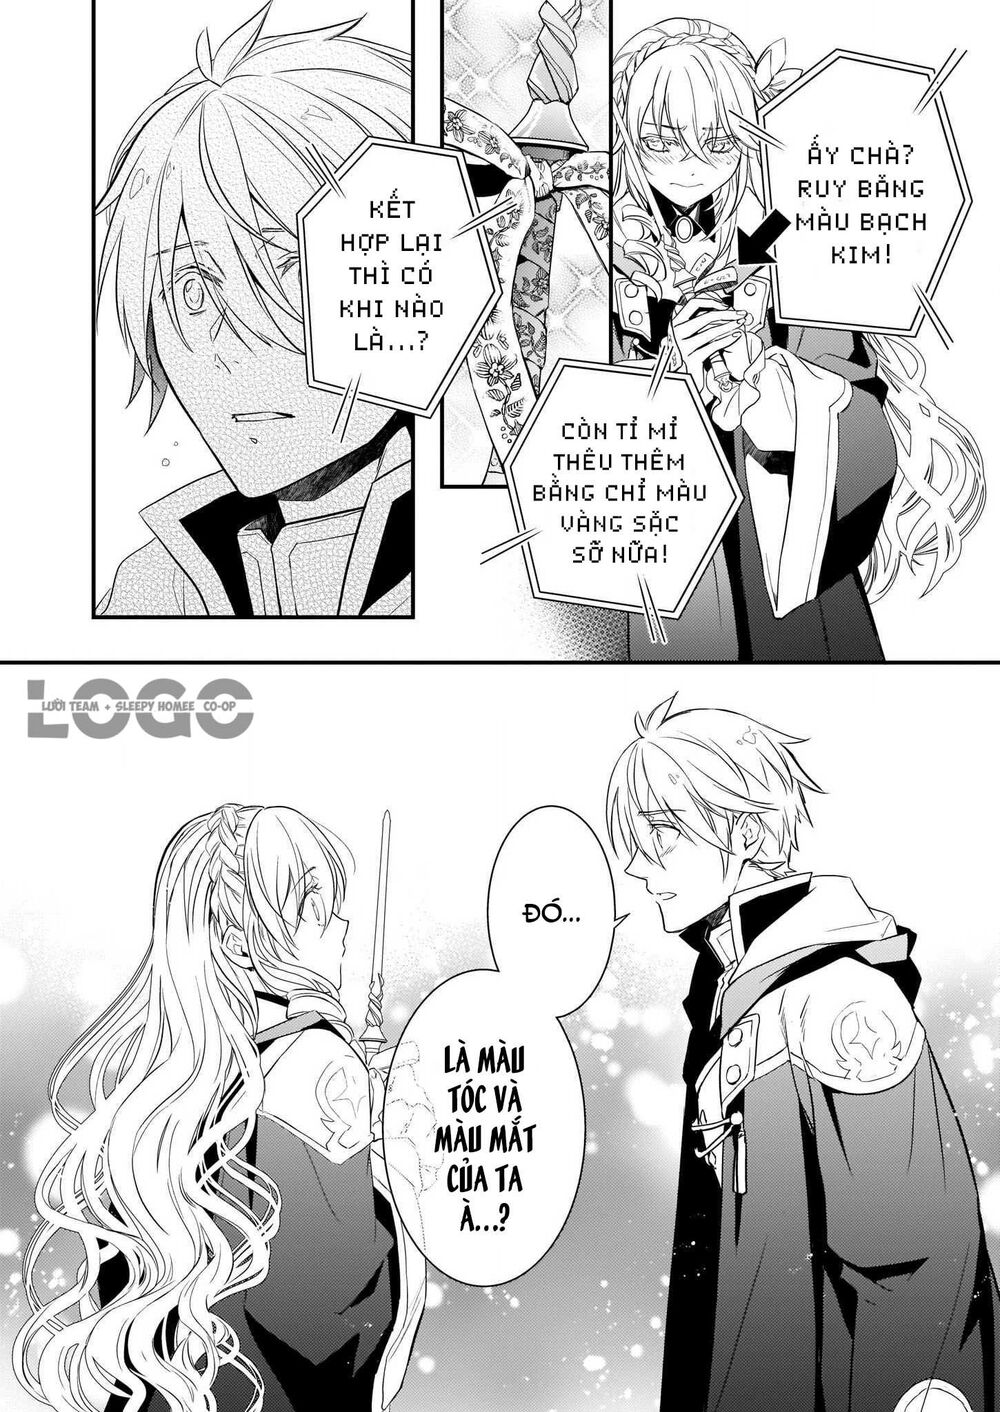 ẤY CHÀ?
RUY BĂNG
MÀU BẠCH
KIM!
CÒN TỈ MỈ
THÊU THÊM
BẰNG CHỈ MÀU
VÀNG SẶC
SỠ NỮA!
KẾT
HỢP LẠI
THÌ CÓ
KHI NÀO
LÀ...?
LOGO
LƯỜI TEAM + SLEEPY HOMEE CO-OP
ĐÓ...
LÀ MÀU
TÓC VÀ
MÀU MẮT
CỦA TA
À...?